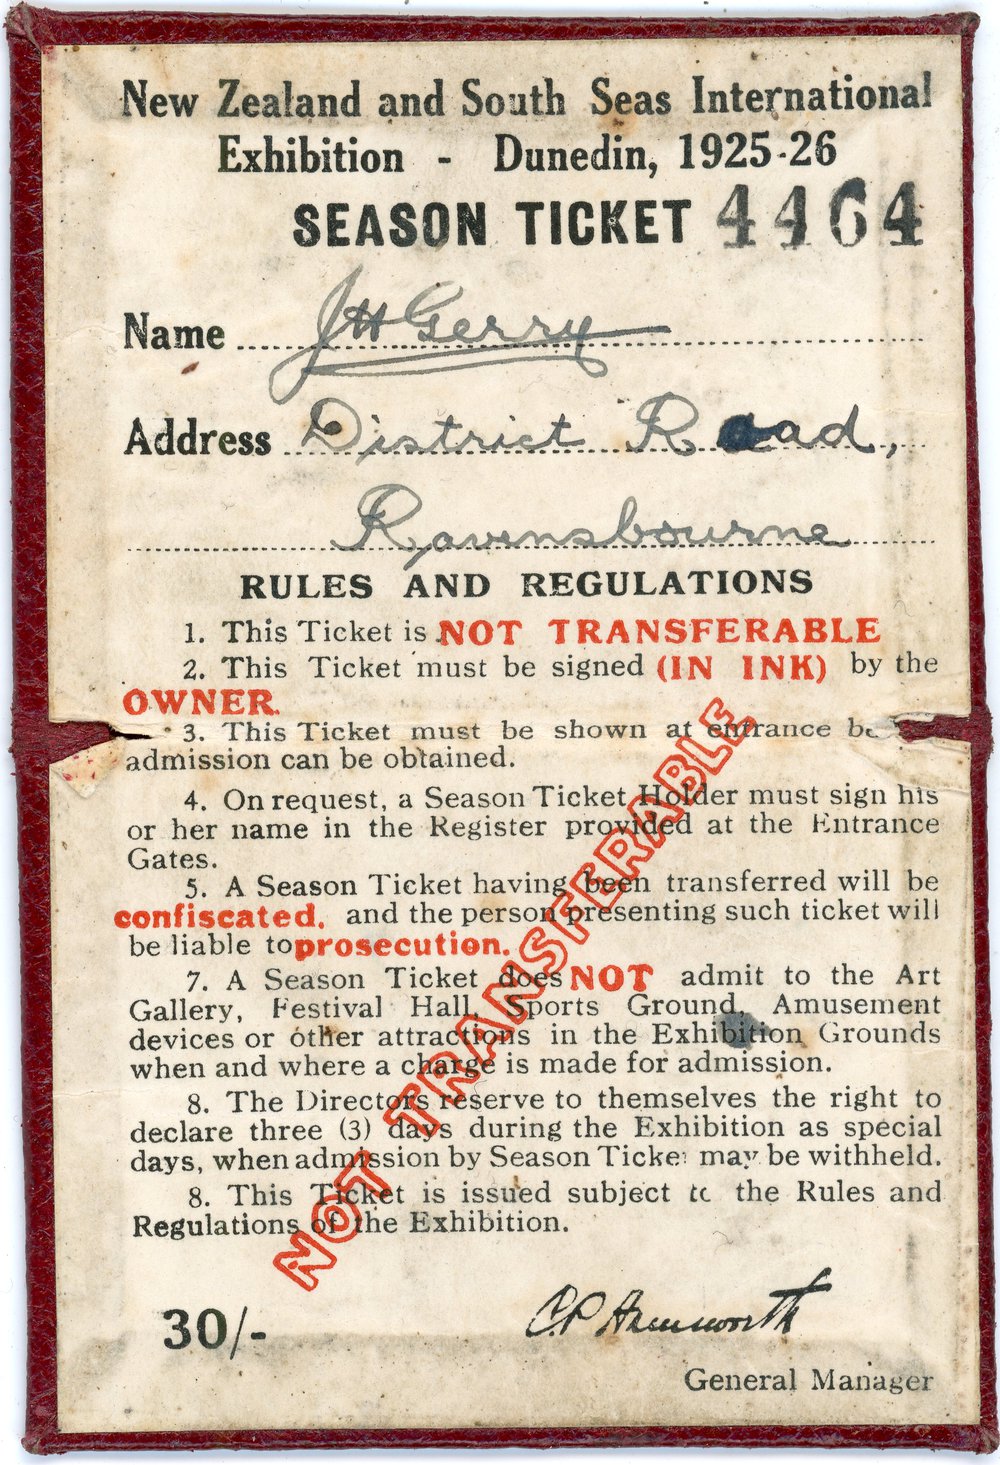 New Zealand and South Seas International
Exhibition - Dunedin, 1925-26
SEASON TICKET 4464
Name J H Gerry
Address District Road,
Ravensbourne
RULES AND REGULATIONS
1. This Ticket is NOT TRANSFERABLE
2. This Ticket must be signed (IN INK) by the
OWNER.
3. This Ticket must be shown at entrance
admission can be obtained.
4. On request, a Season Ticket Holder must sign his
or her name in the Register provided at the Entrance
Gates.
5. A Season Ticket having been transferred will be
confiscated, and the person presenting such ticket will
be liable to prosecution.
7. A Season Ticket does NOT admit to the Art
Gallery, Festival Hall, Sports Ground, Amusement
devices or other attractions in the Exhibition Grounds
when and where a charge is made for admission.
8. The Directors reserve to themselves the right to
declare three (3) days during the Exhibition as special
days, when admission by Season Ticket may be withheld.
8. This Ticket is issued subject to the Rules and
Regulations of the Exhibition.
NOT TRANSFERABLE
30/-
C.P.
General Manager